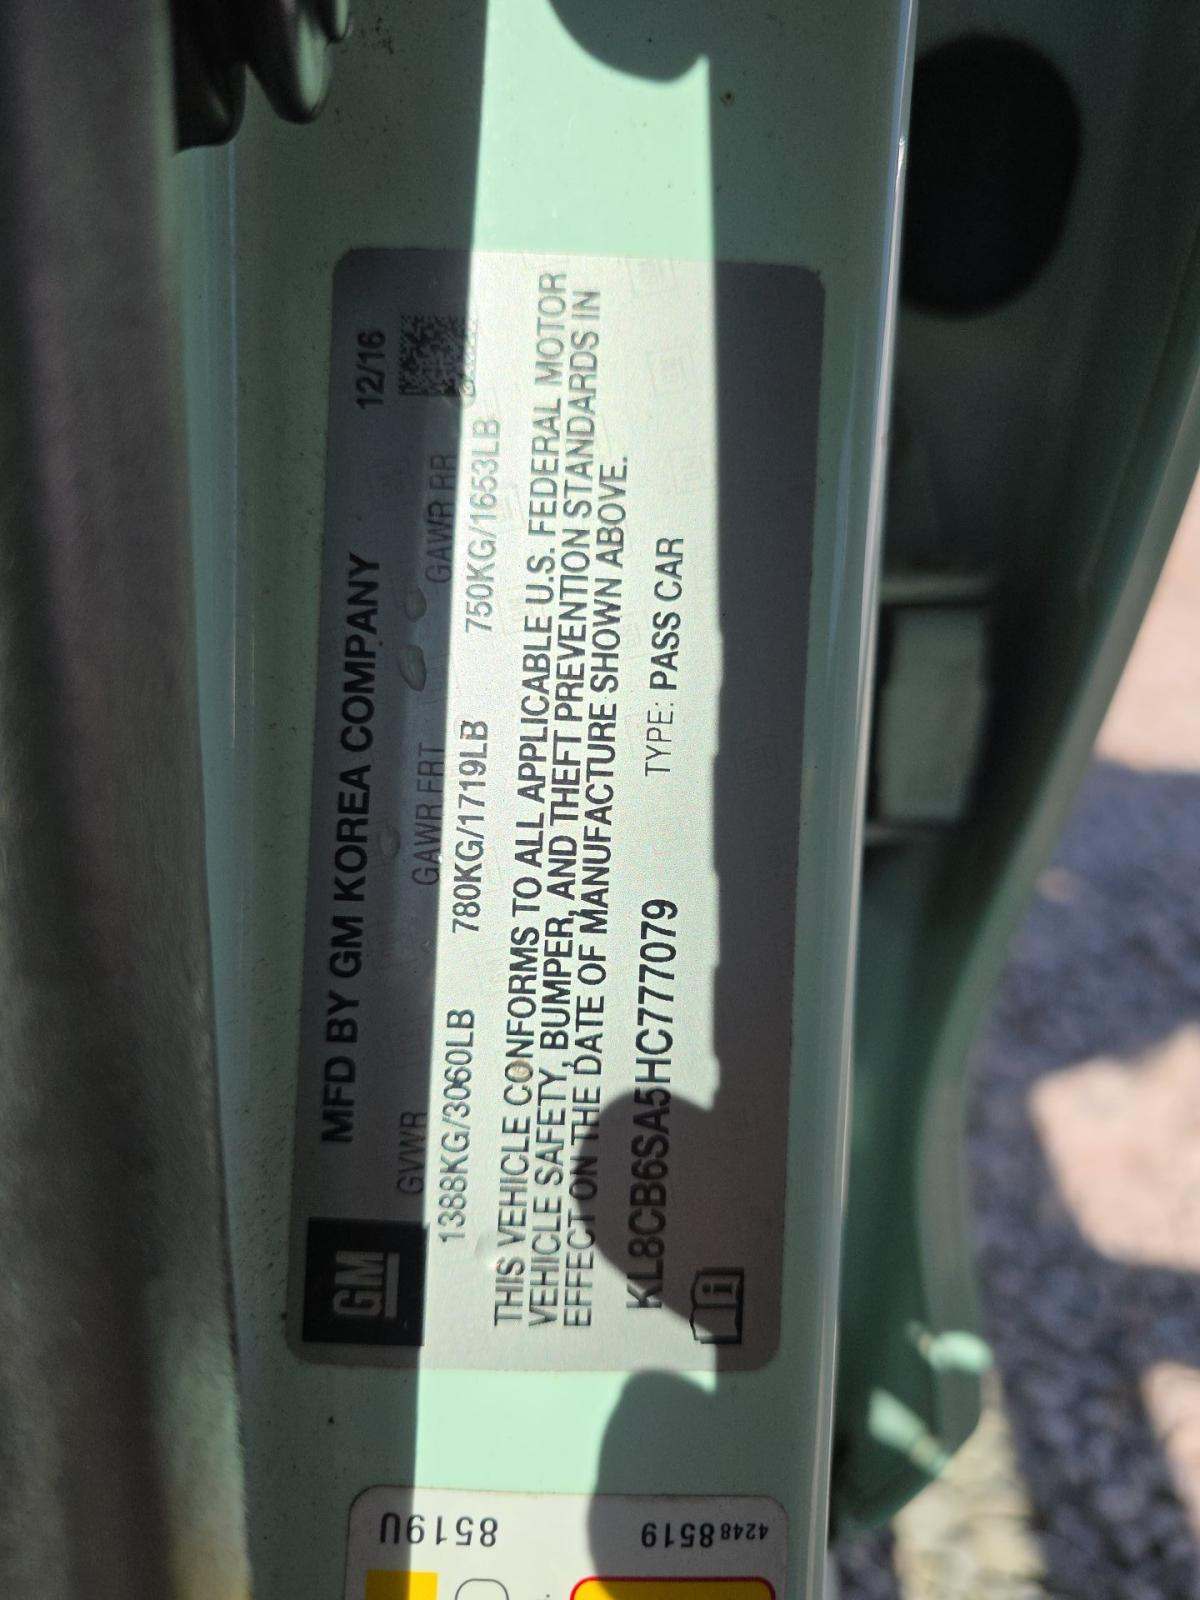 GM
MFD BY GM KOREA COMPANY 12/16
GVWR GAWR FRT GAWR RR
1388KG/3060LB 780KG/1719LB 750KG/1653LB
THIS VEHICLE CONFORMS TO ALL APPLICABLE U.S. FEDERAL MOTOR
VEHICLE SAFETY, BUMPER, AND THEFT PREVENTION STANDARDS IN
EFFECT ON THE DATE OF MANUFACTURE SHOWN ABOVE.
KL8CB6SA5HC777079 TYPE: PASS CAR
i
8519U
42488519